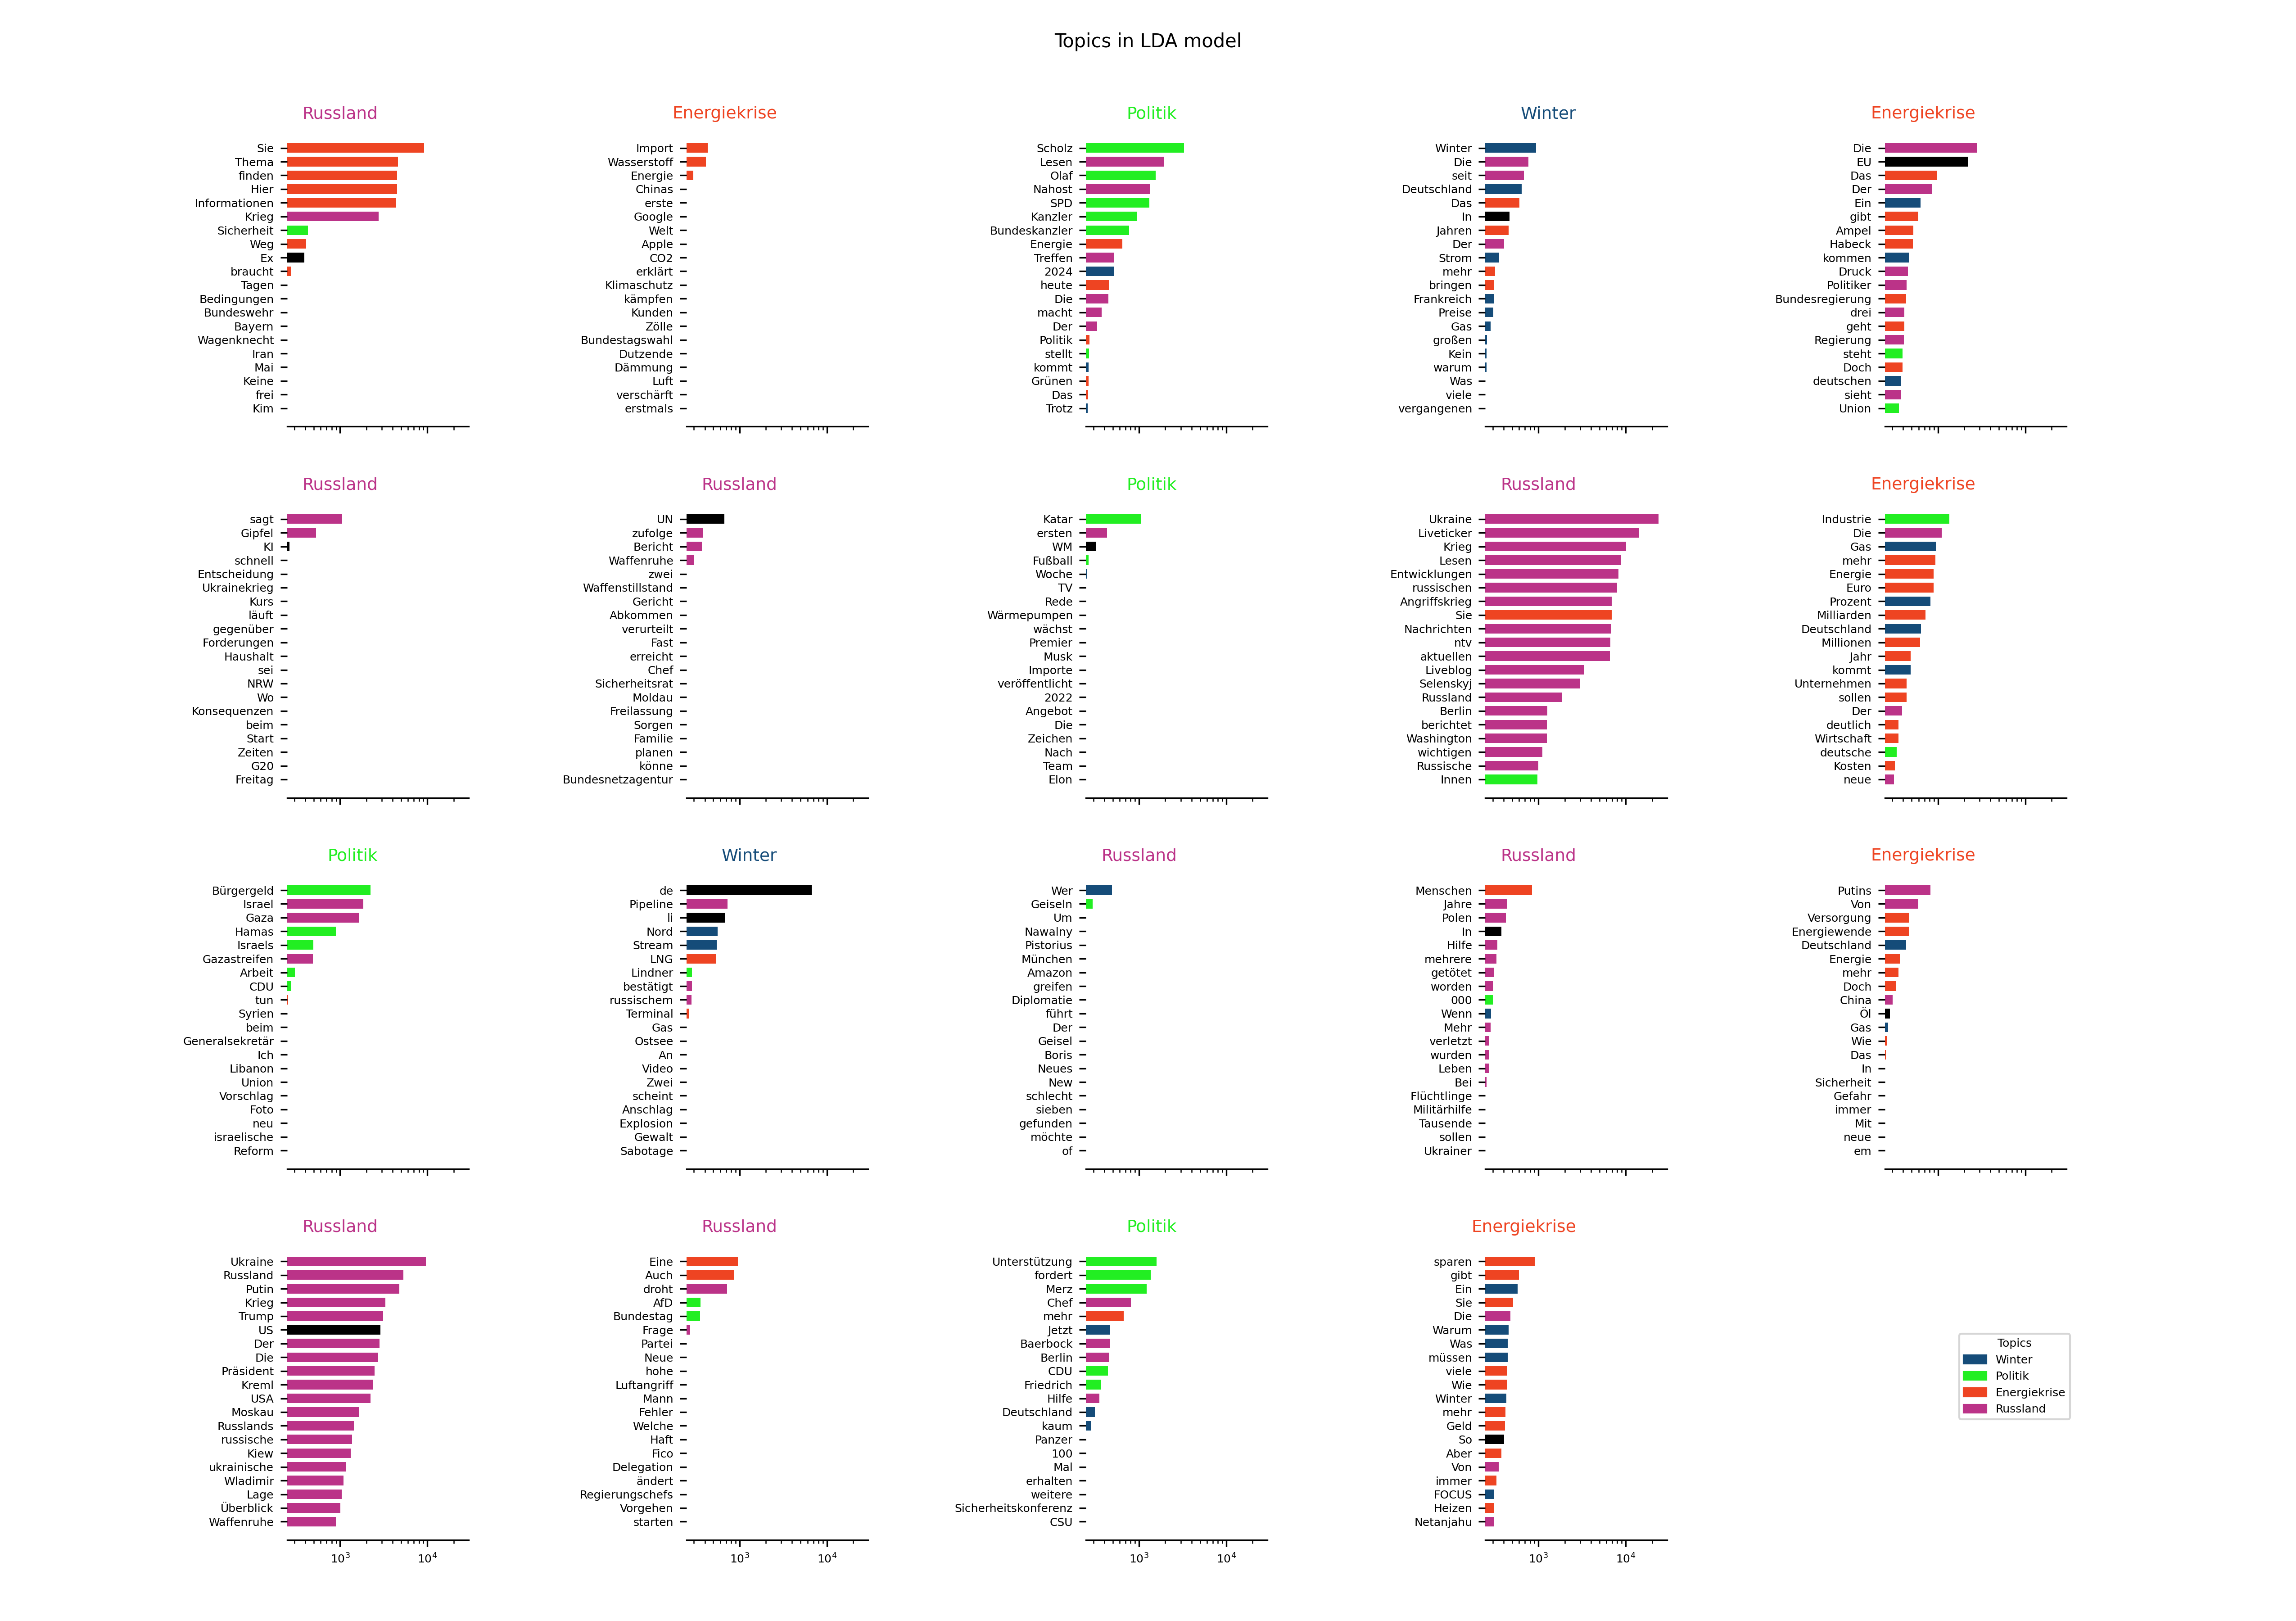 Topics in LDA model
Russland
Sie
Thema
finden
Hier
Informationen
Krieg
Sicherheit
Weg
Ex
braucht
Tagen
Bedingungen
Bundeswehr
Bayern
Wagenknecht
Iran
Mai
Keine
frei
Kim
Energiekrise
Import
Wasserstoff
Energie
Chinas
erste
Google
Welt
Apple
CO2
erklärt
Klimaschutz
kämpfen
Kunden
Zölle
Bundestagswahl
Dutzende
Dämmung
Luft
verschärft
erstmals
Politik
Scholz
Lesen
Olaf
Nahost
SPD
Kanzler
Bundeskanzler
Energie
Treffen
2024
heute
Die
macht
Der
Politik
stellt
kommt
Grünen
Das
Trotz
Winter
Winter
Die
seit
Deutschland
Das
In
Jahren
Der
Strom
mehr
bringen
Frankreich
Preise
Gas
großen
Kein
warum
Was
viele
vergangenen
Energiekrise
Die
EU
Das
Der
Ein
gibt
Ampel
Habeck
kommen
Druck
Politiker
Bundesregierung
drei
geht
Regierung
steht
Doch
deutschen
sieht
Union
Russland
sagt
Gipfel
KI
schnell
Entscheidung
Ukrainekrieg
Kurs
läuft
gegenüber
Forderungen
Haushalt
sei
NRW
Wo
Konsequenzen
beim
Start
Zeiten
G20
Freitag
Russland
UN
zufolge
Bericht
Waffenruhe
zwei
Waffenstillstand
Gericht
Abkommen
verurteilt
Fast
erreicht
Chef
Sicherheitsrat
Moldau
Freilassung
Sorgen
Familie
planen
könne
Bundesnetzagentur
Politik
Katar
ersten
WM
Fußball
Woche
TV
Rede
Wärmepumpen
wächst
Premier
Musk
Importe
veröffentlicht
2022
Angebot
Die
Zeichen
Nach
Team
Elon
Russland
Ukraine
Liveticker
Krieg
Lesen
Entwicklungen
russischen
Angriffskrieg
Sie
Nachrichten
ntv
aktuellen
Liveblog
Selenskyj
Russland
Berlin
berichtet
Washington
wichtigen
Russische
Innen
Energiekrise
Industrie
Die
Gas
mehr
Energie
Euro
Prozent
Milliarden
Deutschland
Millionen
Jahr
kommt
Unternehmen
sollen
Der
deutlich
Wirtschaft
deutsche
Kosten
neue
Politik
Bürgergeld
Israel
Gaza
Hamas
Israels
Gazastreifen
Arbeit
CDU
tun
Syrien
beim
Generalsekretär
Ich
Libanon
Union
Vorschlag
Foto
neu
israelische
Reform
Winter
de
Pipeline
li
Nord
Stream
LNG
Lindner
bestätigt
russischem
Terminal
Gas
Ostsee
An
Video
Zwei
scheint
Anschlag
Explosion
Gewalt
Sabotage
Russland
Wer
Geiseln
Um
Nawalny
Pistorius
München
Amazon
greifen
Diplomatie
führt
Der
Geisel
Boris
Neues
New
schlecht
sieben
gefunden
möchte
of
Russland
Menschen
Jahre
Polen
In
Hilfe
mehrere
getötet
worden
000
Wenn
Mehr
verletzt
wurden
Leben
Bei
Flüchtlinge
Militärhilfe
Tausende
sollen
Ukrainer
Energiekrise
Putins
Von
Versorgung
Energiewende
Deutschland
Energie
mehr
Doch
China
Öl
Gas
Wie
Das
In
Sicherheit
Gefahr
immer
Mit
neue
em
Russland
Ukraine
Russland
Putin
Krieg
Trump
US
Der
Die
Präsident
Kreml
USA
Moskau
Russlands
russische
Kiew
ukrainische
Wladimir
Lage
Überblick
Waffenruhe
10³ 10⁴
Russland
Eine
Auch
droht
AfD
Bundestag
Frage
Partei
Neue
hohe
Luftangriff
Mann
Fehler
Welche
Haft
Fico
Delegation
ändert
Regierungschefs
Vorgehen
starten
10³ 10⁴
Politik
Unterstützung
fordert
Merz
Chef
mehr
Jetzt
Baerbock
Berlin
CDU
Friedrich
Hilfe
Deutschland
kaum
Panzer
100
Mal
erhalten
weitere
Sicherheitskonferenz
CSU
10³ 10⁴
Energiekrise
sparen
gibt
Ein
Sie
Die
Warum
Was
müssen
viele
Wie
Winter
mehr
Geld
So
Aber
Von
immer
FOCUS
Heizen
Netanjahu
10³ 10⁴
Topics
Winter
Politik
Energiekrise
Russland